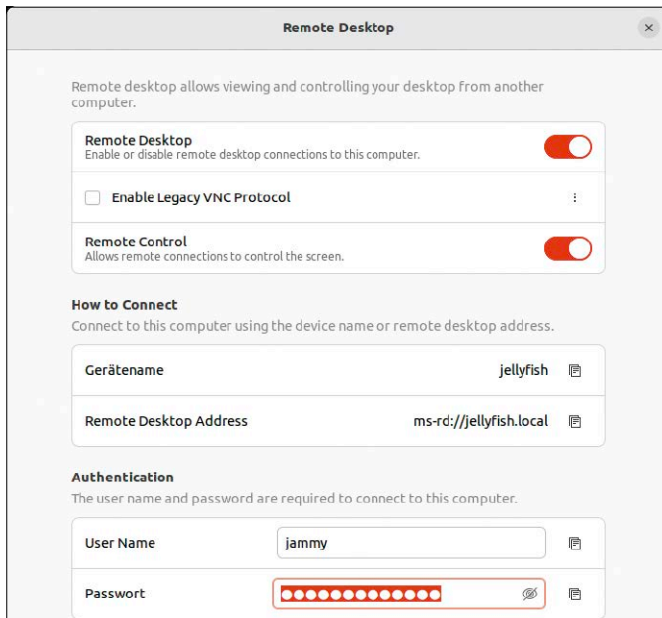 Remote Desktop
Remote desktop allows viewing and controlling your desktop from another
computer.
Remote Desktop
Enable or disable remote desktop connections to this computer.
Enable Legacy VNC Protocol
Remote Control
Allows remote connections to control the screen.
How to Connect
Connect to this computer using the device name or remote desktop address.
Gerätename jellyfish
Remote Desktop Address ms-rd://jellyfish.local
Authentication
The user name and password are required to connect to this computer.
User Name jammy
Passwort ●●●●●●●●●●●●●